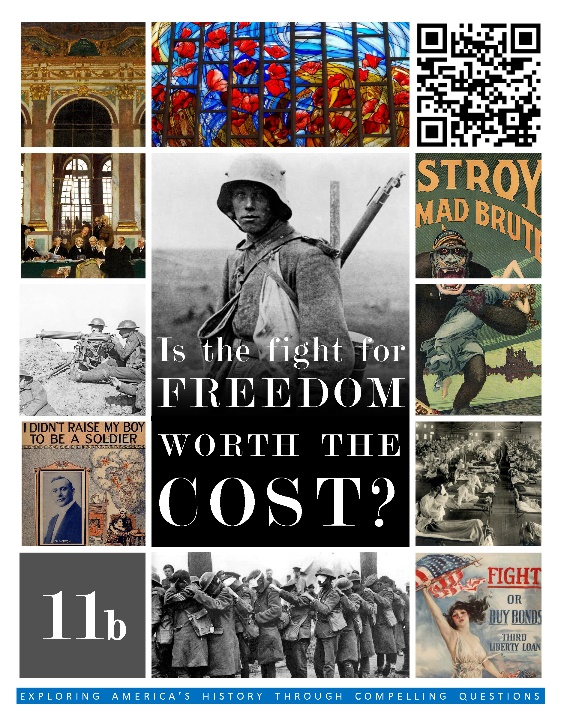 STROY
MAD BRUTE
Is the fight for
FREEDOM
WORTH THE
COST?
I DIDN'T RAISE MY BOY
TO BE A SOLDIER
11b
FIGHT
OR
BUY BONDS
THIRD
LIBERTY LOAN
EXPLORING AMERICA'S HISTORY THROUGH COMPELLING QUESTIONS